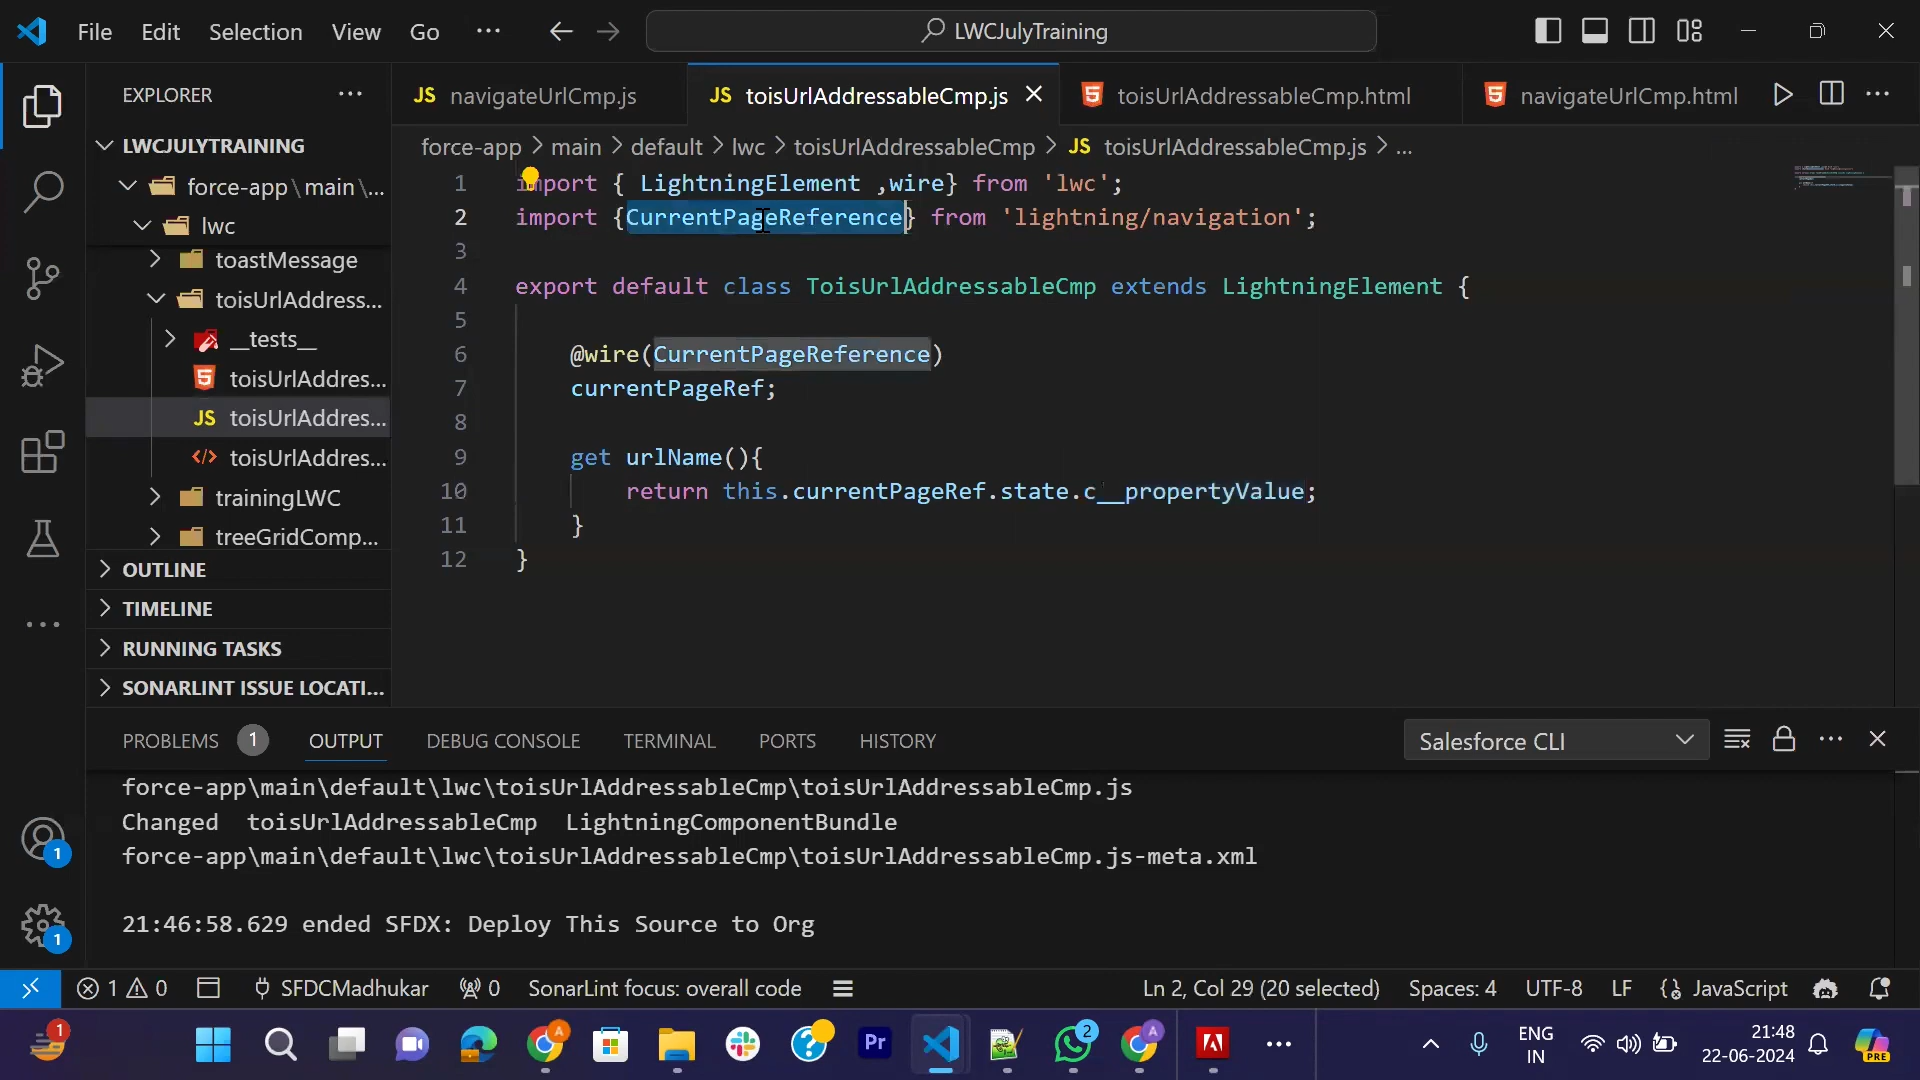 File Edit Selection View Go ... LWCJulyTraining
EXPLORER ...
JS navigateUrlCmp.js JS toisUrlAddressableCmp.js toisUrlAddressableCmp.html navigateUrlCmp.html ...
LWCJULYTRAINING
force-app\main\...
lwc
toastMessage
toisUrlAddress...
__tests__
toisUrlAddres...
JS toisUrlAddres...
toisUrlAddres...
trainingLWC
treeGridComp...
OUTLINE
TIMELINE
RUNNING TASKS
SONARLINT ISSUE LOCATI...
force-app > main > default > lwc > toisUrlAddressableCmp > JS toisUrlAddressableCmp.js > ...
1 import { LightningElement ,wire} from 'lwc';
2 import {CurrentPageReference} from 'lightning/navigation';
3
4 export default class ToisUrlAddressableCmp extends LightningElement {
5
6 @wire(CurrentPageReference)
7 currentPageRef;
8
9 get urlName(){
10 return this.currentPageRef.state.c__propertyValue;
11 }
12 }
PROBLEMS 1 OUTPUT DEBUG CONSOLE TERMINAL PORTS HISTORY Salesforce CLI ...
force-app\main\default\lwc\toisUrlAddressableCmp\toisUrlAddressableCmp.js
Changed toisUrlAddressableCmp LightningComponentBundle
force-app\main\default\lwc\toisUrlAddressableCmp\toisUrlAddressableCmp.js-meta.xml
21:46:58.629 ended SFDX: Deploy This Source to Org
1 0 SFDCMadhukar 0 SonarLint focus: overall code Ln 2, Col 29 (20 selected) Spaces: 4 UTF-8 LF JavaScript
1
1
1 A Pr 2 A ... ENG 21:48
IN 22-06-2024 PRE